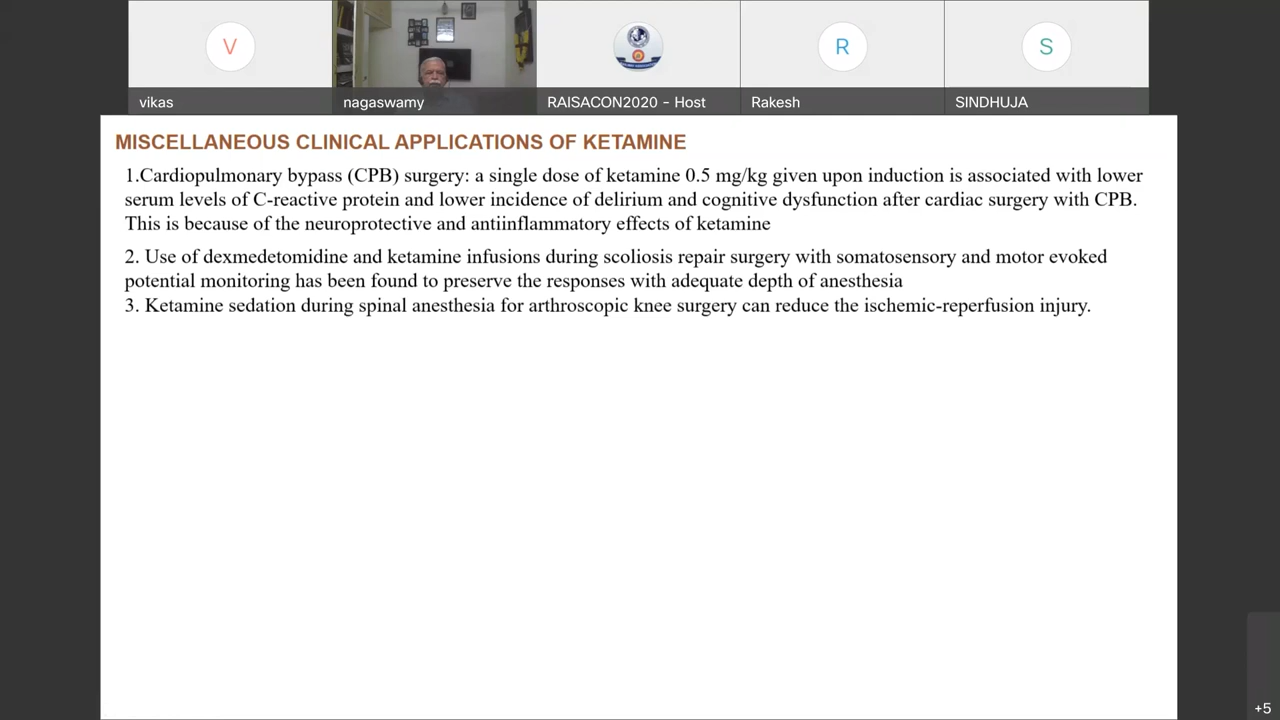 V
R
S
vikas
nagaswamy
RAISACON2020 - Host
Rakesh
SINDHUJA
MISCELLANEOUS CLINICAL APPLICATIONS OF KETAMINE
1.Cardiopulmonary bypass (CPB) surgery: a single dose of ketamine 0.5 mg/kg given upon induction is associated with lower
serum levels of C-reactive protein and lower incidence of delirium and cognitive dysfunction after cardiac surgery with CPB.
This is because of the neuroprotective and antiinflammatory effects of ketamine
2. Use of dexmedetomidine and ketamine infusions during scoliosis repair surgery with somatosensory and motor evoked
potential monitoring has been found to preserve the responses with adequate depth of anesthesia
3. Ketamine sedation during spinal anesthesia for arthroscopic knee surgery can reduce the ischemic-reperfusion injury.
+5